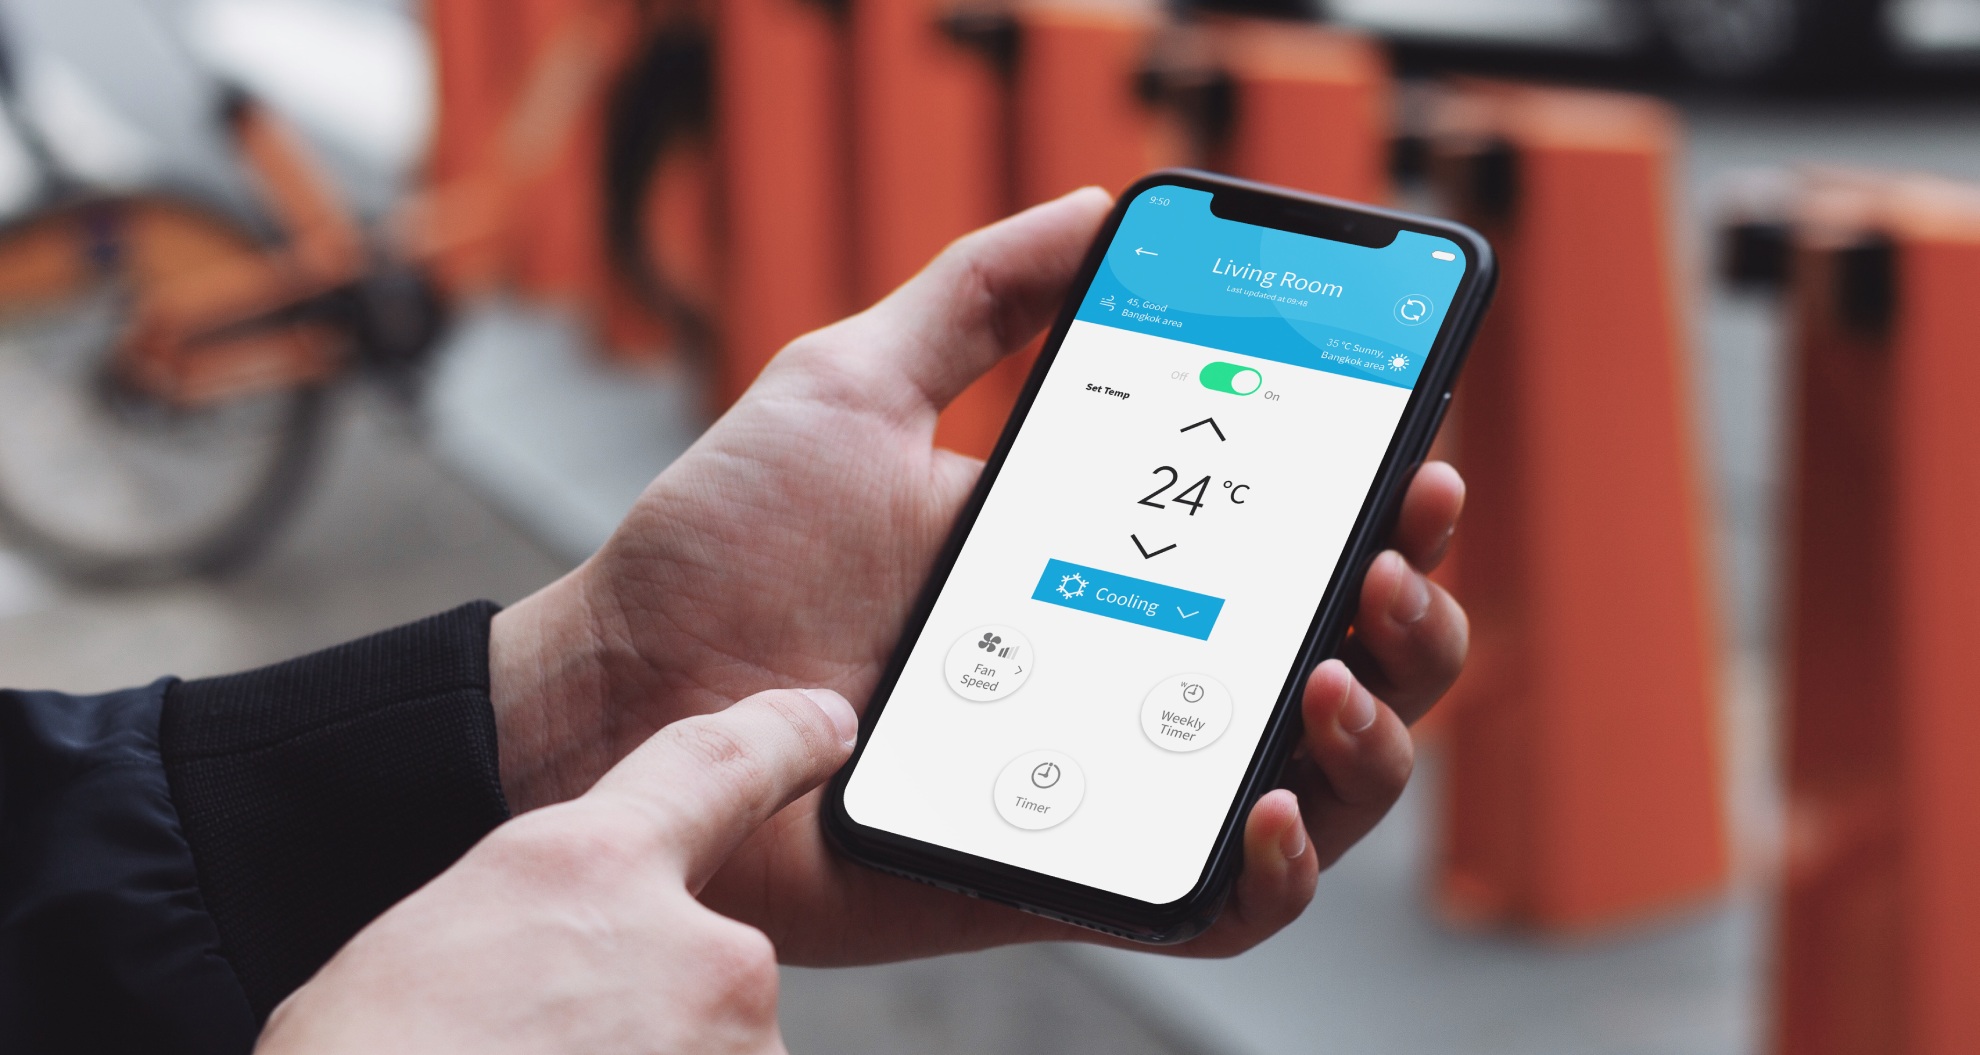 9:50
Living Room
Last updated at 09:48
45, Good
Bangkok area
35 °C Sunny,
Bangkok area
Off
On
Set Temp
24 °C
Cooling
Fan
Speed
W
Weekly
Timer
Timer